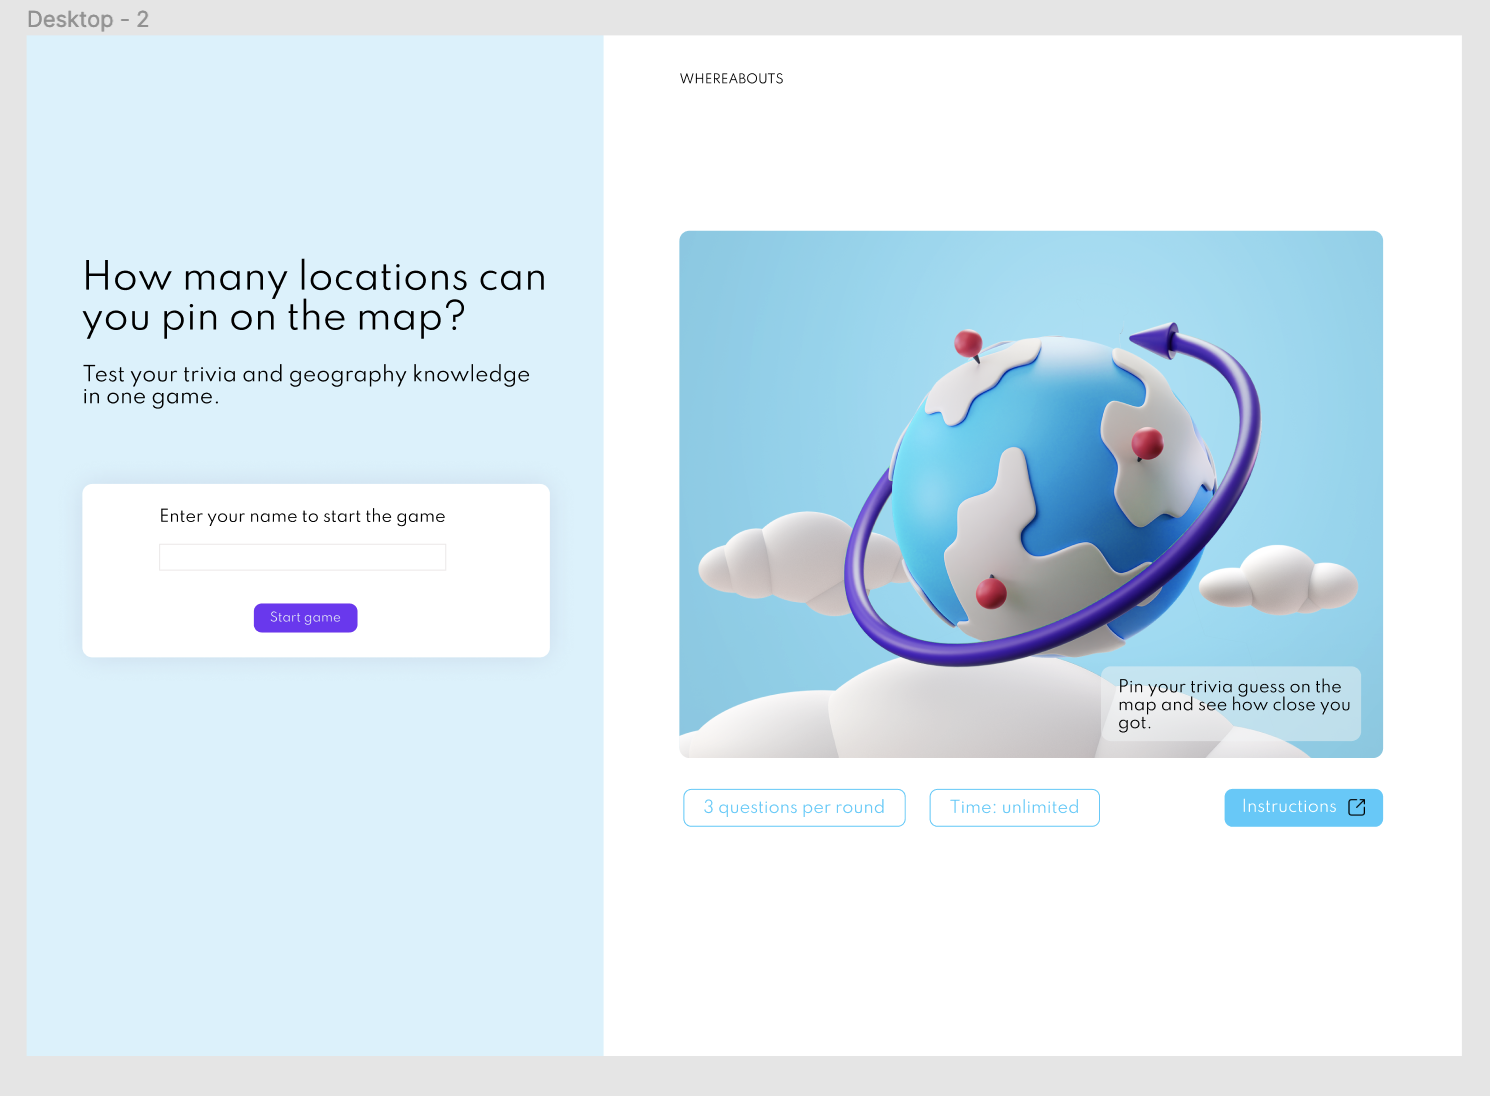 Desktop - 2
WHEREABOUTS
How many locations can
you pin on the map?
Test your trivia and geography knowledge
in one game.
Enter your name to start the game
Start game
Pin your trivia guess on the
map and see how close you
got.
3 questions per round
Time: unlimited
Instructions